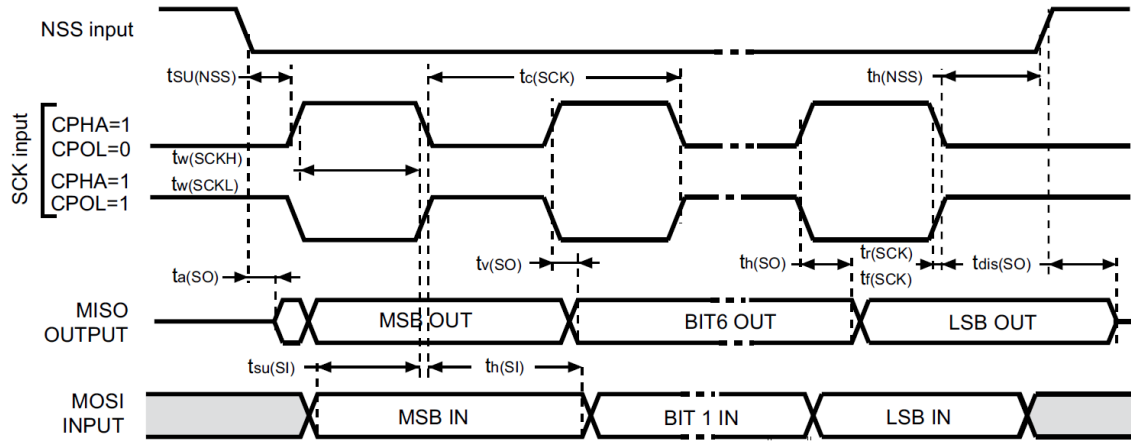 NSS input
tSU(NSS)
tc(SCK)
th(NSS)
SCK input
CPHA=1
CPOL=0
tw(SCKH)
CPHA=1
tw(SCKL)
CPOL=1
ta(SO)
tv(SO)
th(SO)
tr(SCK)
tf(SCK)
tdis(SO)
MISO
OUTPUT
MSB OUT
BIT6 OUT
LSB OUT
tsu(SI)
th(SI)
MOSI
INPUT
MSB IN
BIT 1 IN
LSB IN